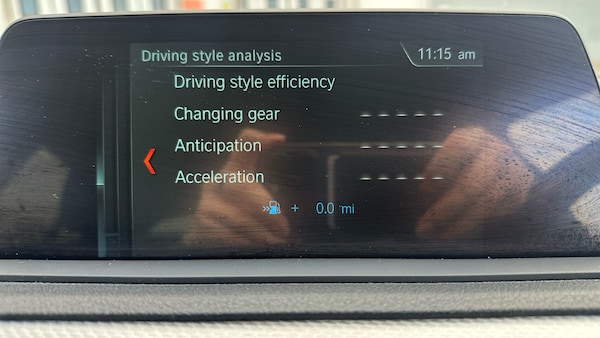 Driving style analysis 11:15 am
Driving style efficiency
Changing gear – – – – –
Anticipation – – – – –
Acceleration – – – – –
+ 0.0 mi